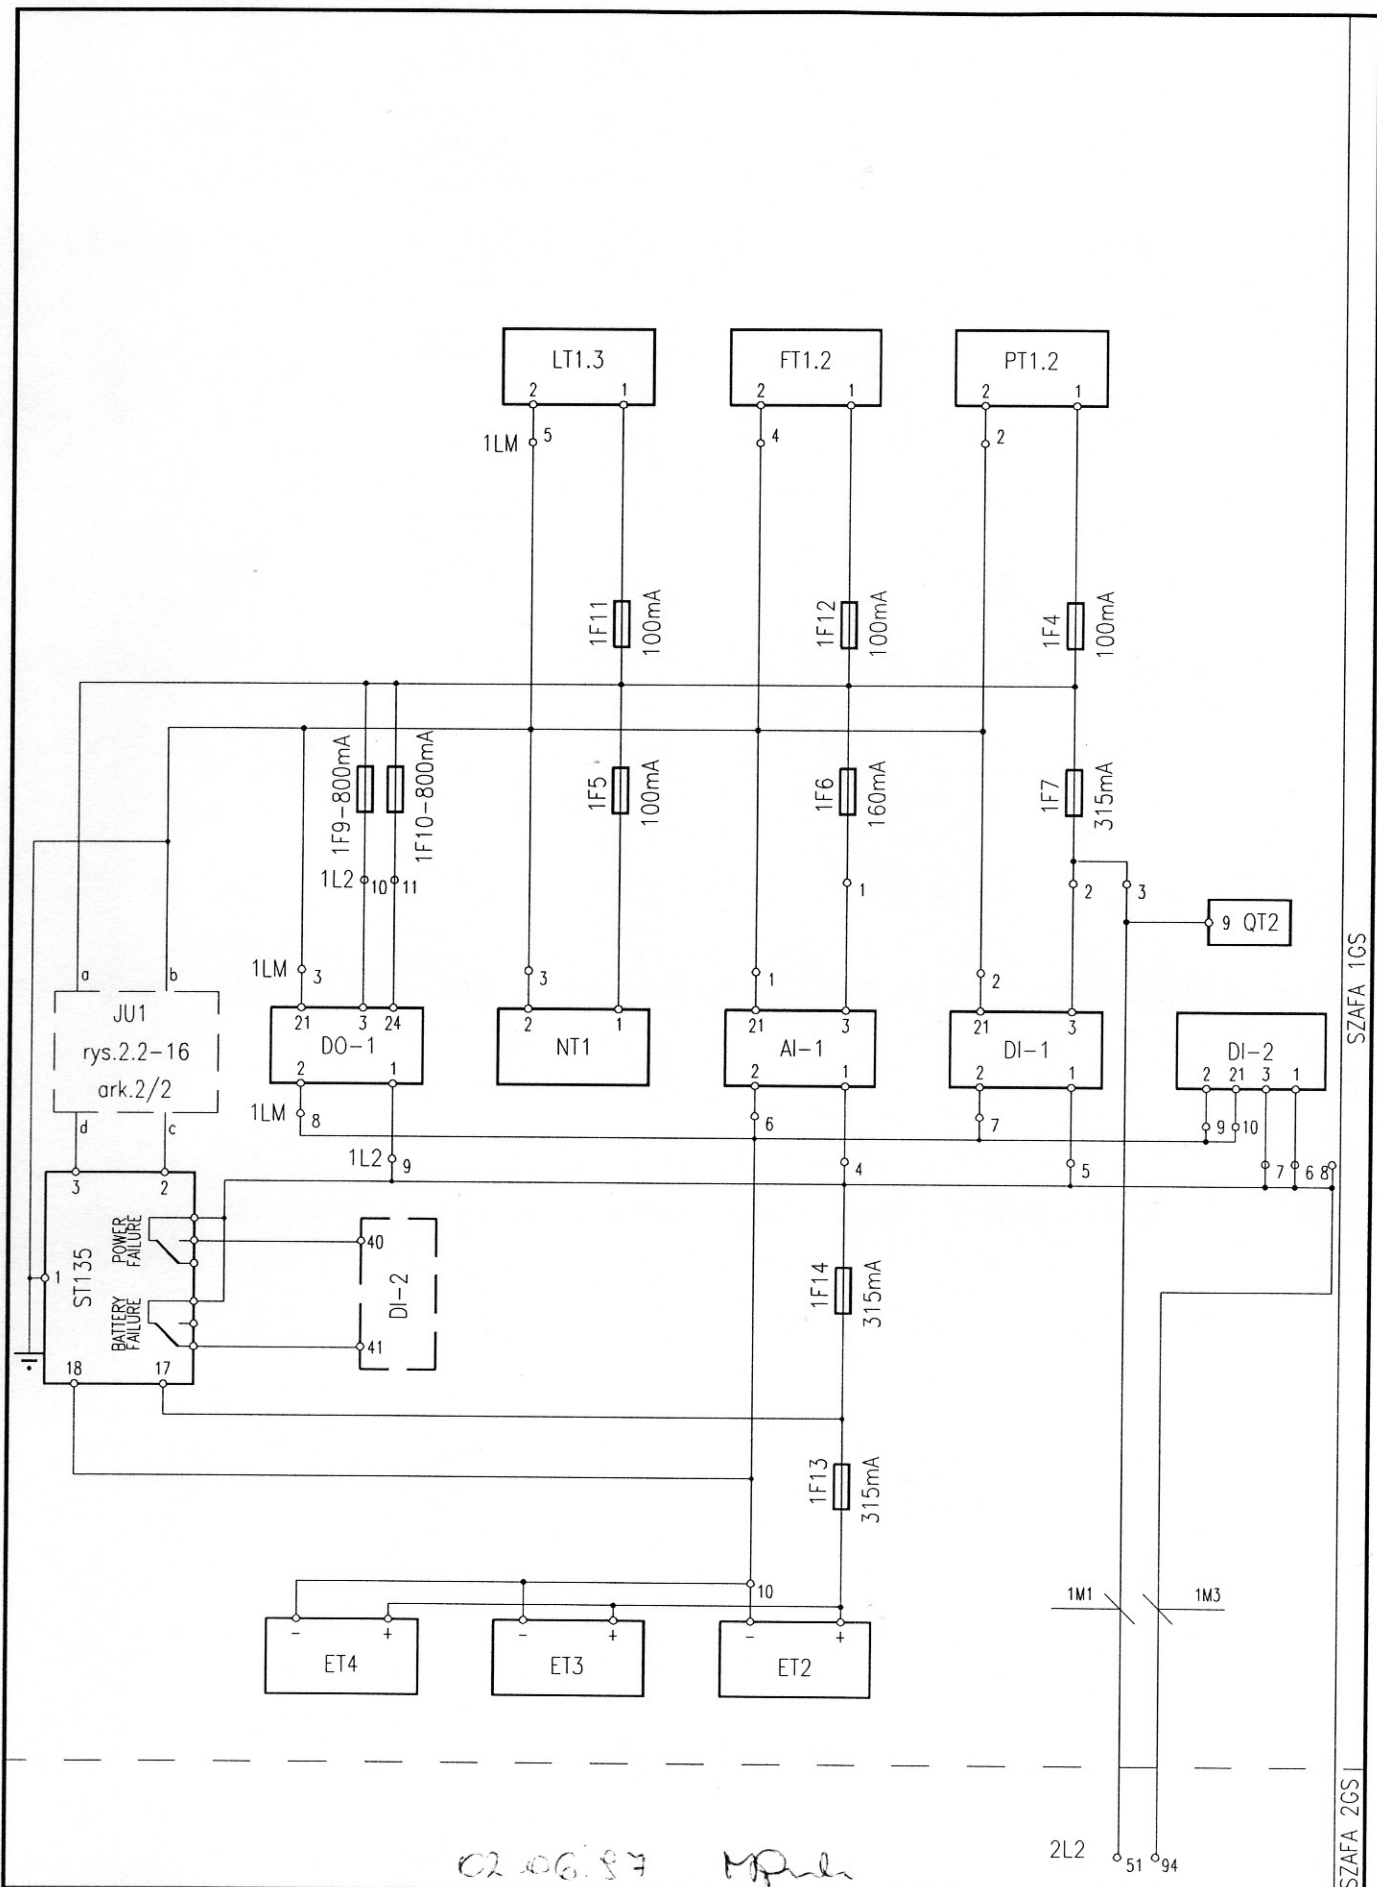 LT1.3
2 1
FT1.2
2 1
PT1.2
2 1
1LM 5
4
2
1F11
100mA
1F12
100mA
1F4
100mA
1F9-800mA
1F10-800mA
1F5
100mA
1F6
160mA
1F7
315mA
1L2 10 11
1
2 3
9 QT2
1LM 3
3
1
2
a b
JU1
rys.2.2-16
ark.2/2
d c
21 3 24
DO-1
2 1
2 1
NT1
21 3
AI-1
2 1
21 3
DI-1
2 1
DI-2
2 21 3 1
1LM 8
6
7
9 10
1L2 9
4
5
7 6 8
3 2
POWER
FAILURE
ST135
1
BATTERY
FAILURE
18 17
40
DI-2
41
1F14
315mA
1F13
315mA
10
- +
ET4
- +
ET3
- +
ET2
1M1
1M3
SZAFA 1GS
SZAFA 2GS
2L2 51 94
02.06.97